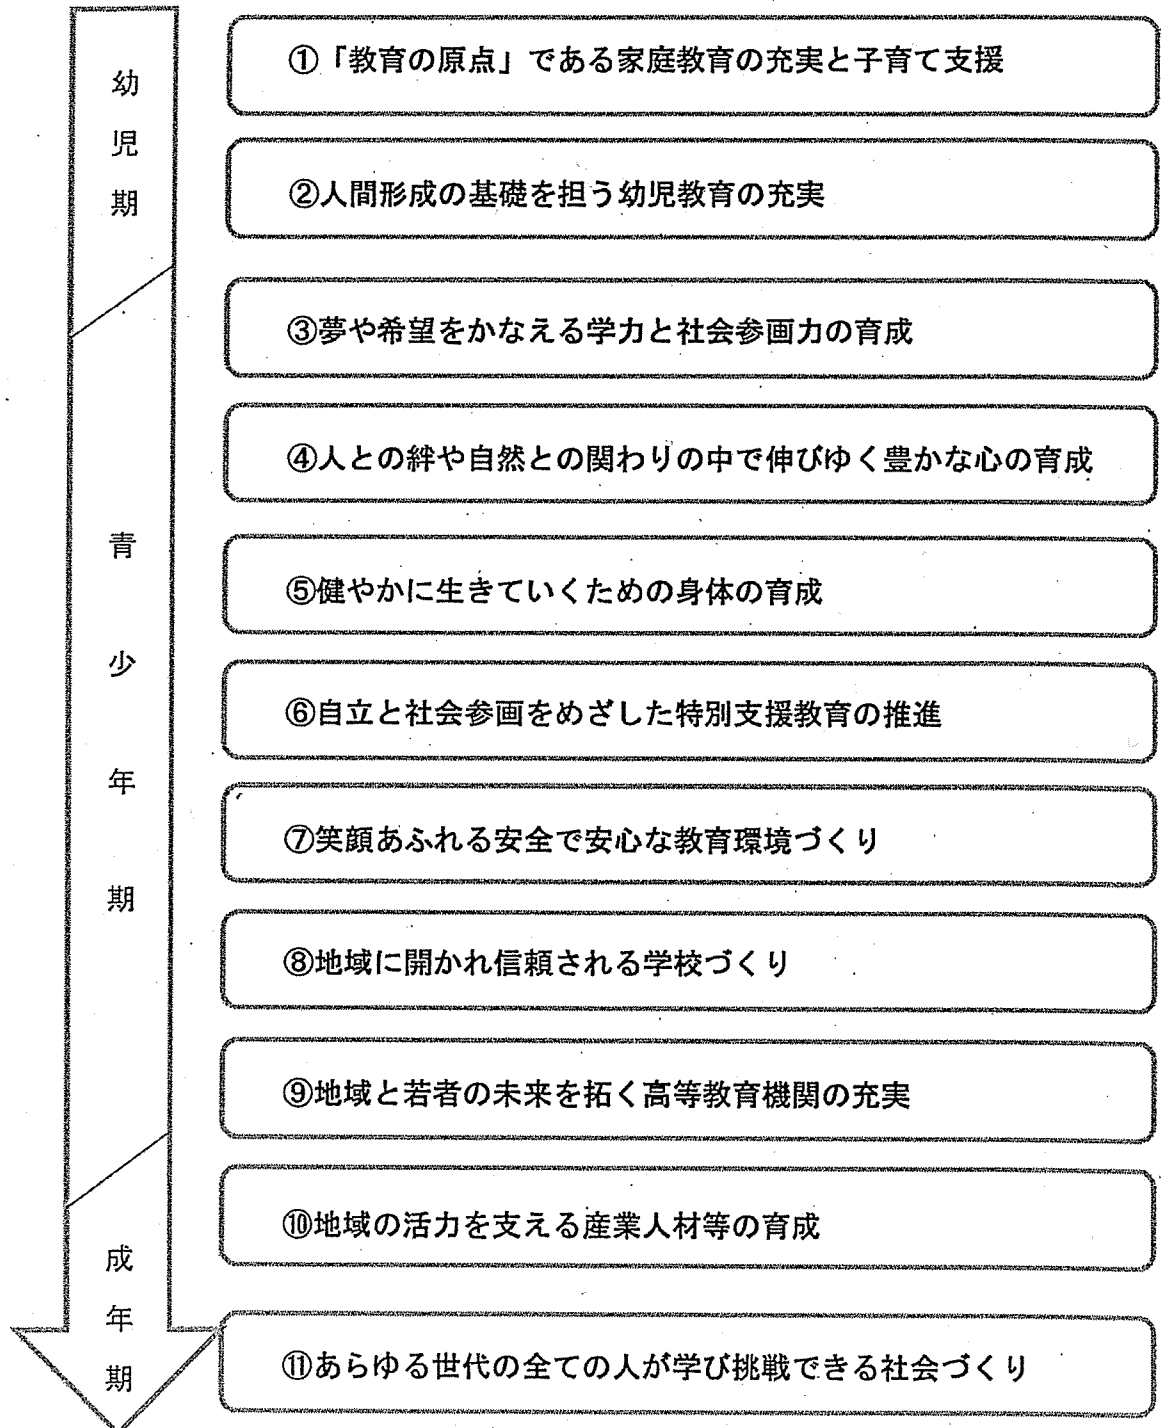 幼児期
①「教育の原点」である家庭教育の充実と子育て支援
②人間形成の基礎を担う幼児教育の充実
青少年期
③夢や希望をかなえる学力と社会参画力の育成
④人との絆や自然との関わりの中で伸びゆく豊かな心の育成
⑤健やかに生きていくための身体の育成
⑥自立と社会参画をめざした特別支援教育の推進
⑦笑顔あふれる安全で安心な教育環境づくり
⑧地域に開かれ信頼される学校づくり
⑨地域と若者の未来を拓く高等教育機関の充実
成年期
⑩地域の活力を支える産業人材等の育成
⑪あらゆる世代の全ての人が学び挑戦できる社会づくり